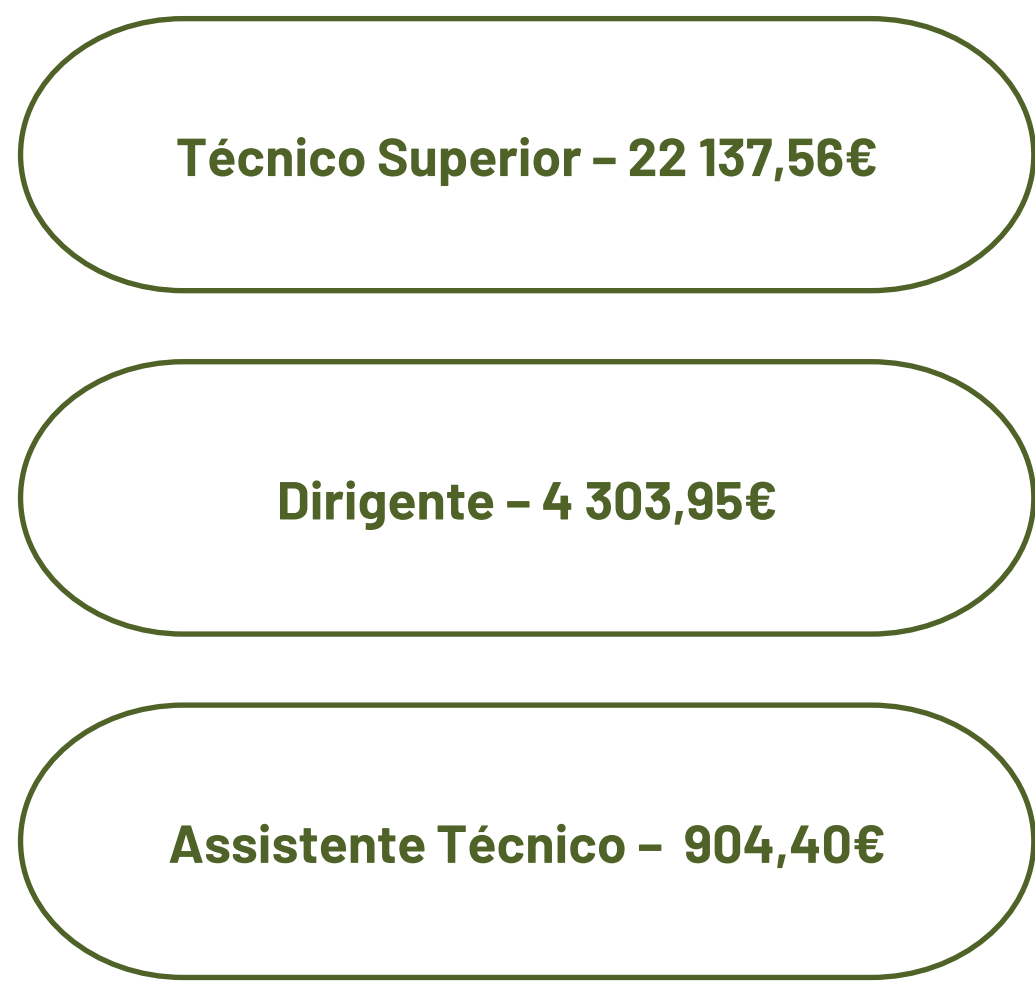 Técnico Superior – 22 137,56€
Dirigente – 4 303,95€
Assistente Técnico – 904,40€